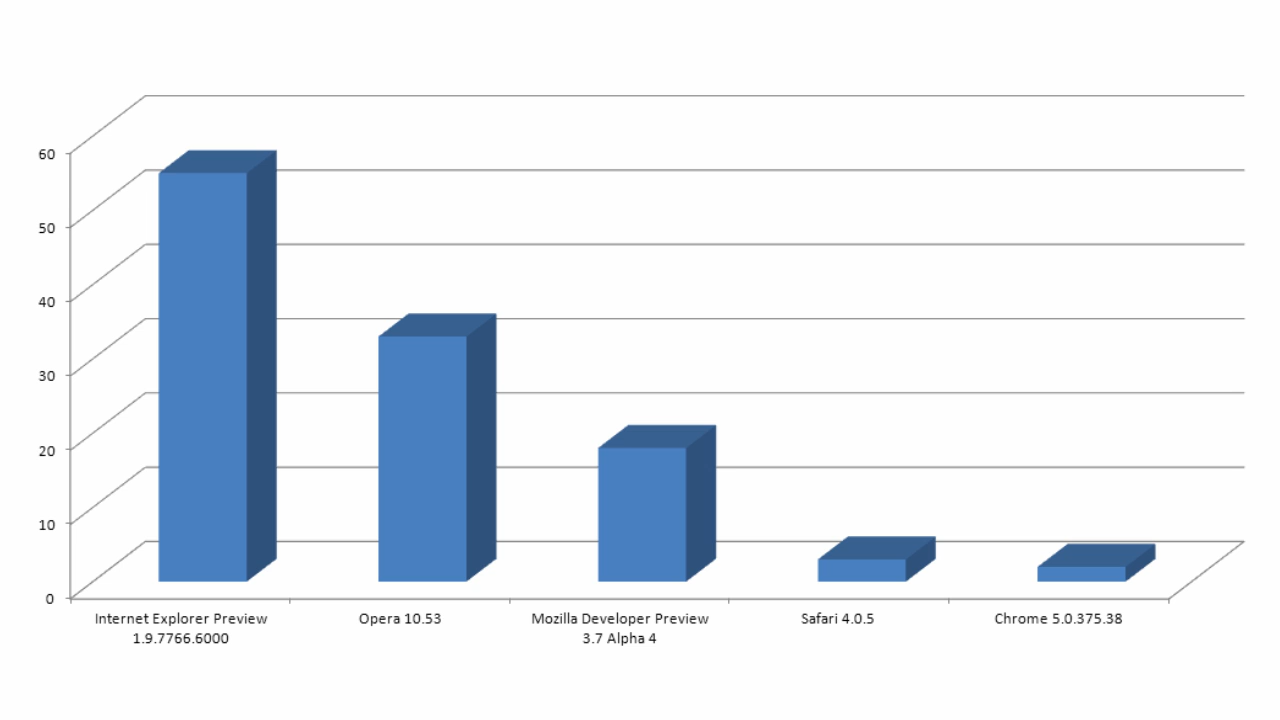 60
50
40
30
20
10
0
Internet Explorer Preview
1.9.7766.6000
Opera 10.53
Mozilla Developer Preview
3.7 Alpha 4
Safari 4.0.5
Chrome 5.0.375.38